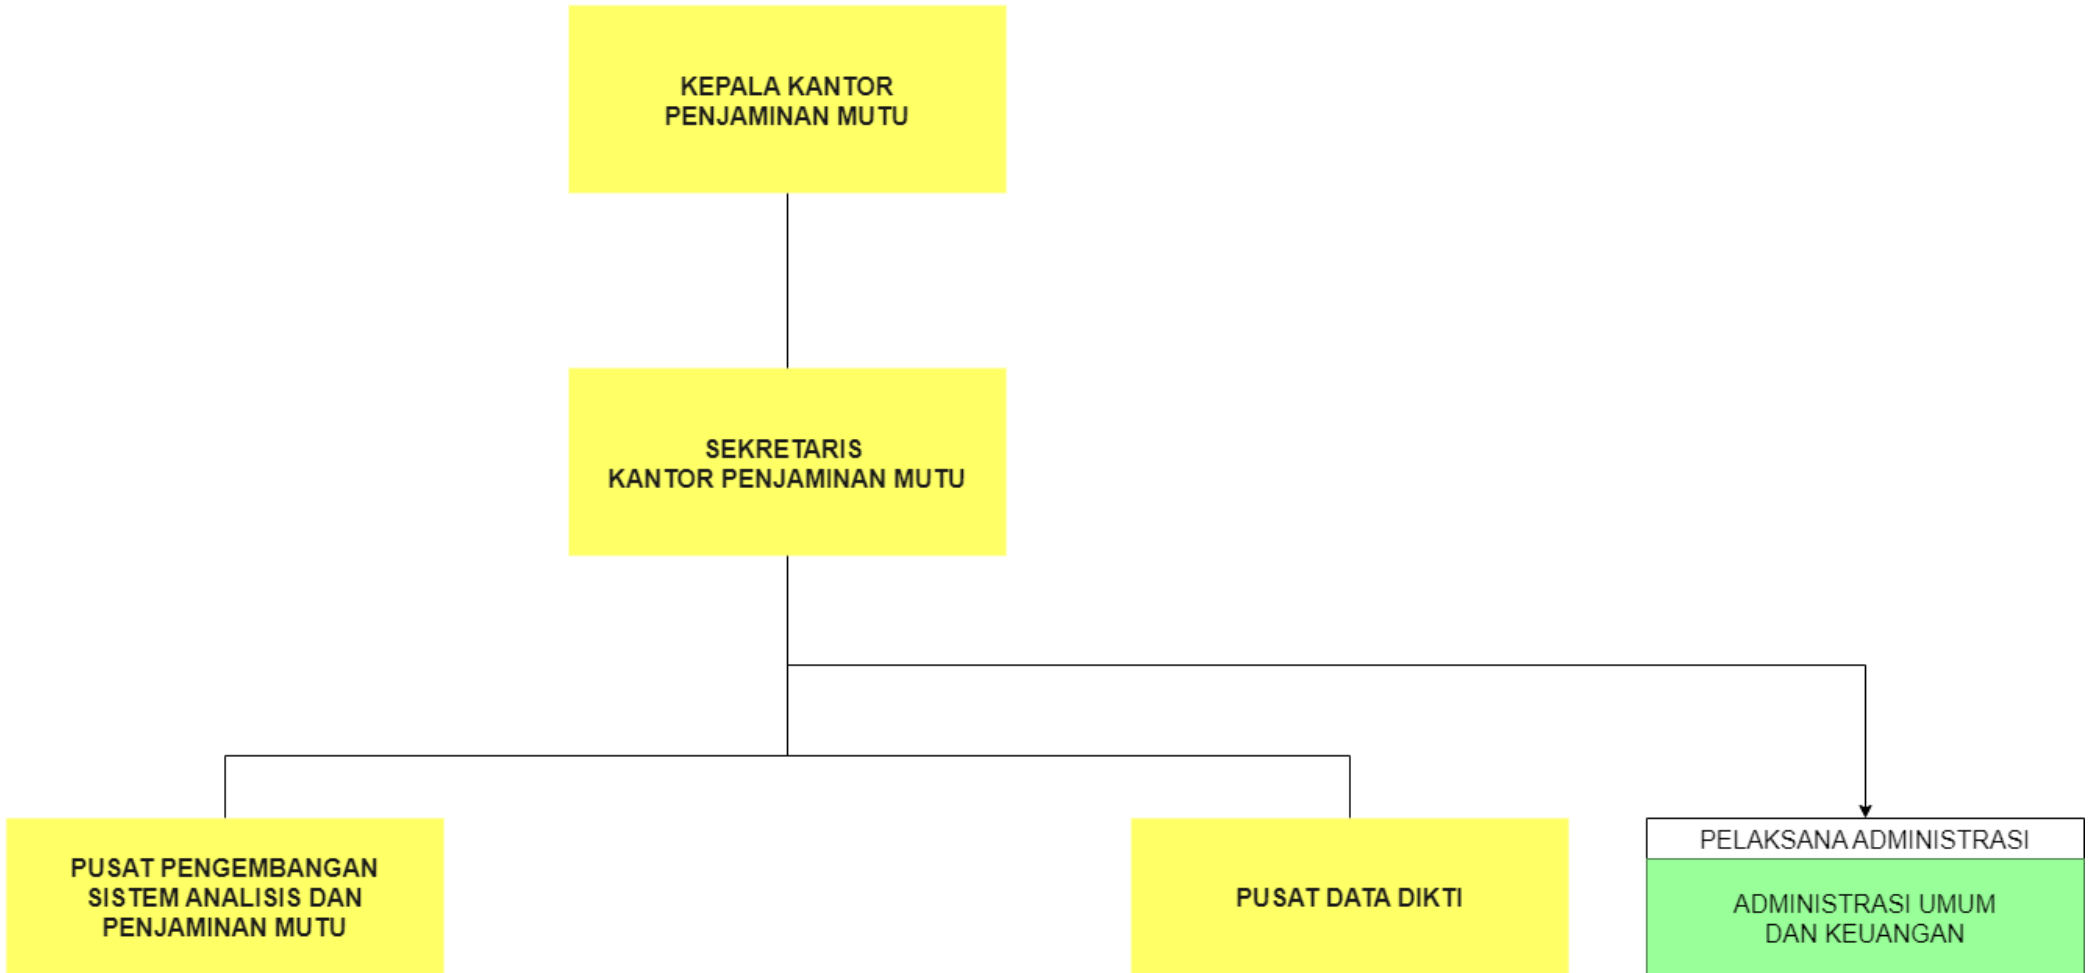 KEPALA KANTOR
PENJAMINAN MUTU
SEKRETARIS
KANTOR PENJAMINAN MUTU
PUSAT PENGEMBANGAN
SISTEM ANALISIS DAN
PENJAMINAN MUTU
PUSAT DATA DIKTI
PELAKSANA ADMINISTRASI
ADMINISTRASI UMUM
DAN KEUANGAN